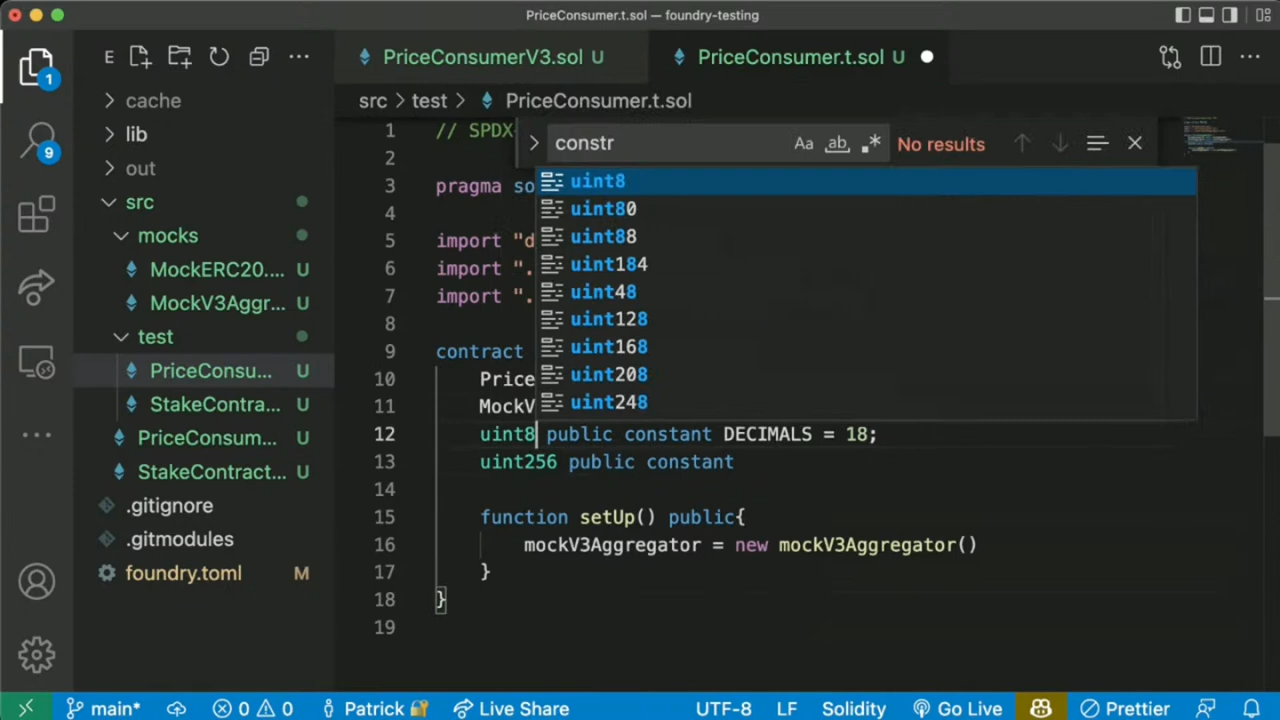 PriceConsumer.t.sol — foundry-testing
E
PriceConsumerV3.sol U
PriceConsumer.t.sol U
cache
lib
out
src
mocks
MockERC20.... U
MockV3Aggr... U
test
PriceConsu... U
StakeContra... U
PriceConsum... U
StakeContract... U
.gitignore
.gitmodules
foundry.toml M
1
9
src > test > PriceConsumer.t.sol
constr Aa ab .* No results
uint8
uint80
uint88
uint184
uint48
uint128
uint168
uint208
uint248
1 // SPDX
2
3 pragma so
4
5 import "d
6 import ".
7 import ".
8
9 contract
10 Price
11 MockV
12 uint8 public constant DECIMALS = 18;
13 uint256 public constant
14
15 function setUp() public{
16 mockV3Aggregator = new mockV3Aggregator()
17 }
18 }
19
main* 0 0 Patrick Live Share UTF-8 LF Solidity Go Live Prettier